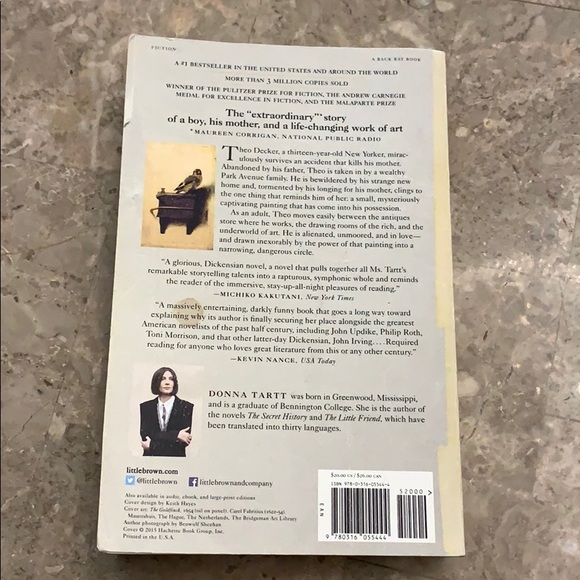 FICTION
A BACK BAY BOOK
A #1 BESTSELLER IN THE UNITED STATES AND AROUND THE WORLD
MORE THAN 3 MILLION COPIES SOLD
WINNER OF THE PULITZER PRIZE FOR FICTION, THE ANDREW CARNEGIE
MEDAL FOR EXCELLENCE IN FICTION, AND THE MALAPARTE PRIZE
The "extraordinary"* story
of a boy, his mother, and a life-changing work of art
*MAUREEN CORRIGAN, NATIONAL PUBLIC RADIO
Theo Decker, a thirteen-year-old New Yorker, mirac-
ulously survives an accident that kills his mother.
Abandoned by his father, Theo is taken in by a wealthy
Park Avenue family. He is bewildered by his strange new
home and, tormented by his longing for his mother, clings to
the one thing that reminds him of her: a small, mysteriously
captivating painting that has come into his possession.
As an adult, Theo moves easily between the antiques
store where he works, the drawing rooms of the rich, and the
underworld of art. He is alienated, unmoored, and in love—
and drawn inexorably by the power of that painting into a
narrowing, dangerous circle.
"A glorious, Dickensian novel, a novel that pulls together all Ms. Tartt's
remarkable storytelling talents into a rapturous, symphonic whole and reminds
the reader of the immersive, stay-up-all-night pleasures of reading."
—MICHIKO KAKUTANI, New York Times
"A massively entertaining, darkly funny book that goes a long way toward
explaining why its author is finally securing her place alongside the greatest
American novelists of the past half century, including John Updike, Philip Roth,
Toni Morrison, and that other latter-day Dickensian, John Irving....Required
reading for anyone who loves great literature from this or any other century."
—KEVIN NANCE, USA Today
DONNA TARTT was born in Greenwood, Mississippi,
and is a graduate of Bennington College. She is the author of
the novels The Secret History and The Little Friend, which have
been translated into thirty languages.
littlebrown.com
@littlebrown
littlebrownandcompany
Also available in audio, ebook, and large-print editions
Cover design by Keith Hayes
Cover art: The Goldfinch, 1654 (oil on panel), Carel Fabritius (1622–54),
Mauritshuis, The Hague, The Netherlands, The Bridgeman Art Library
Author photograph by Beowulf Sheehan
Cover © 2015 Hachette Book Group, Inc.
Printed in the U.S.A.
$20.00 US / $25.00 CAN
ISBN 978-0-316-05544-4
52000 >
EAN
9 780316 055444